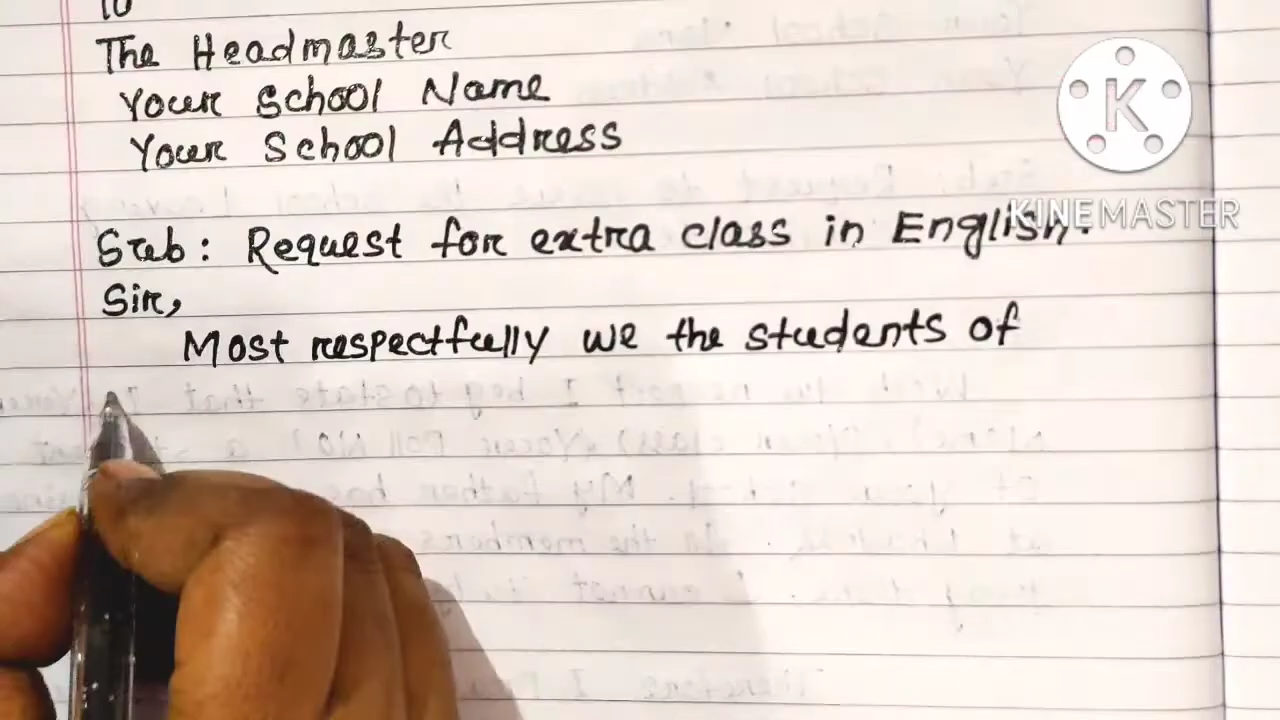 To
The Headmaster
Your School Name
Your School Address
Sub: Request for extra class in English.
Sir,
Most respectfully we the students of
K
KINEMASTER